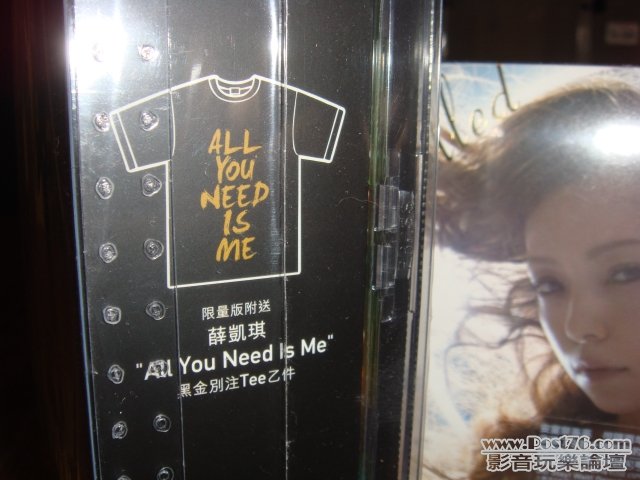 ALL
YOU
NEED
IS
ME
限量版附送
薛凱琪
"All You Need Is Me"
黑金別注Tee乙件
led
www.Post76.com
影音玩樂論壇